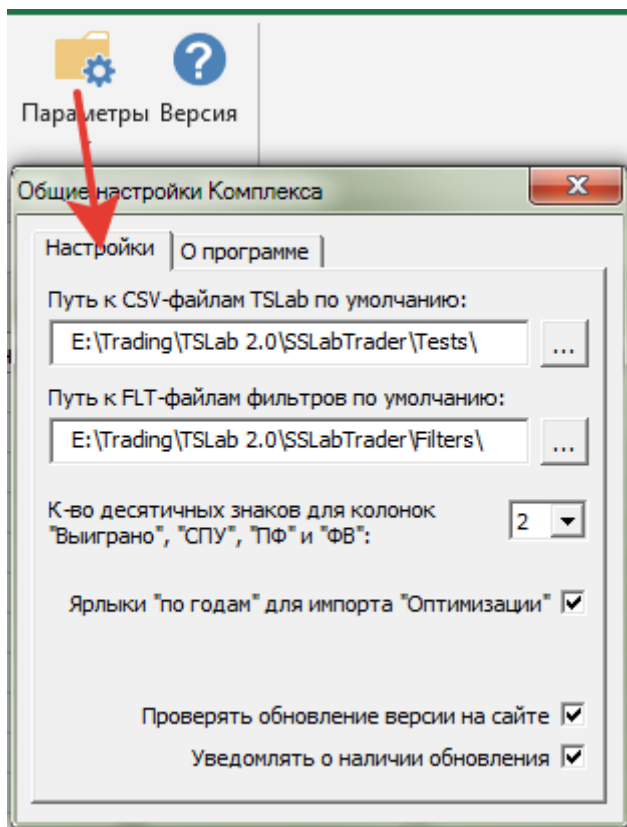 Параметры Версия
Общие настройки Комплекса
Настройки
О программе
Путь к CSV-файлам TSLab по умолчанию:
E:\Trading\TSLab 2.0\SSLabTrader\Tests\
...
Путь к FLT-файлам фильтров по умолчанию:
E:\Trading\TSLab 2.0\SSLabTrader\Filters\
...
К-во десятичных знаков для колонок
"Выиграно", "СПУ", "ПФ" и "ФВ":
2
Ярлыки "по годам" для импорта "Оптимизации"
Проверять обновление версии на сайте
Уведомлять о наличии обновления